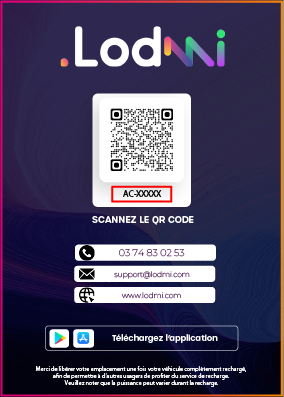 .Lodmi
AC-XXXXX
SCANNEZ LE QR CODE
03 74 83 02 53
support@lodmi.com
www.lodmi.com
Téléchargez l'application
Merci de libérer votre emplacement une fois votre véhicule complètement rechargé,
afin de permettre à d'autres usagers de profiter du service de recharge.
Veuillez noter que la puissance peut varier durant la recharge.